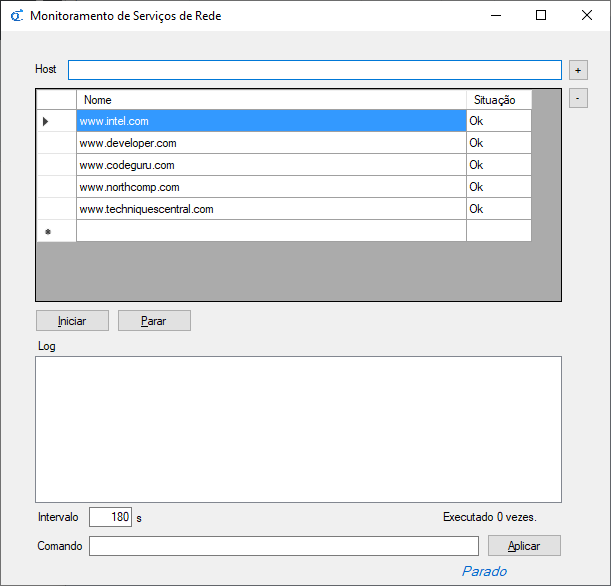 Monitoramento de Serviços de Rede
Host
+
-
Nome Situação
www.intel.com Ok
www.developer.com Ok
www.codeguru.com Ok
www.northcomp.com Ok
www.techniquescentral.com Ok
Iniciar Parar
Log
Intervalo 180 s Executado 0 vezes.
Comando Aplicar
Parado